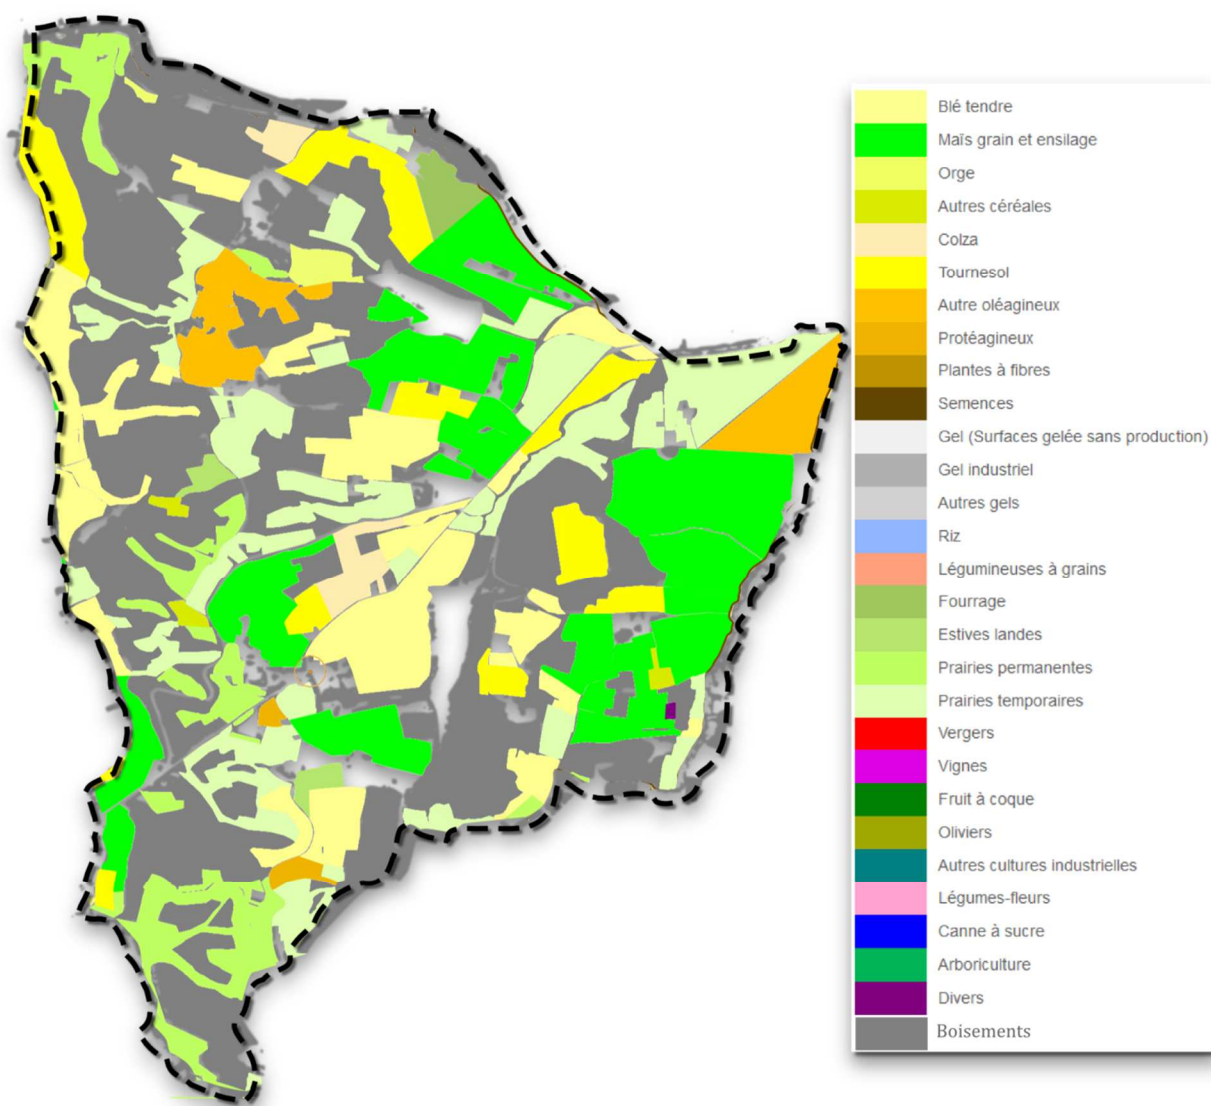 Blé tendre
Maïs grain et ensilage
Orge
Autres céréales
Colza
Tournesol
Autre oléagineux
Protéagineux
Plantes à fibres
Semences
Gel (Surfaces gelée sans production)
Gel industriel
Autres gels
Riz
Légumineuses à grains
Fourrage
Estives landes
Prairies permanentes
Prairies temporaires
Vergers
Vignes
Fruit à coque
Oliviers
Autres cultures industrielles
Légumes-fleurs
Canne à sucre
Arboriculture
Divers
Boisements